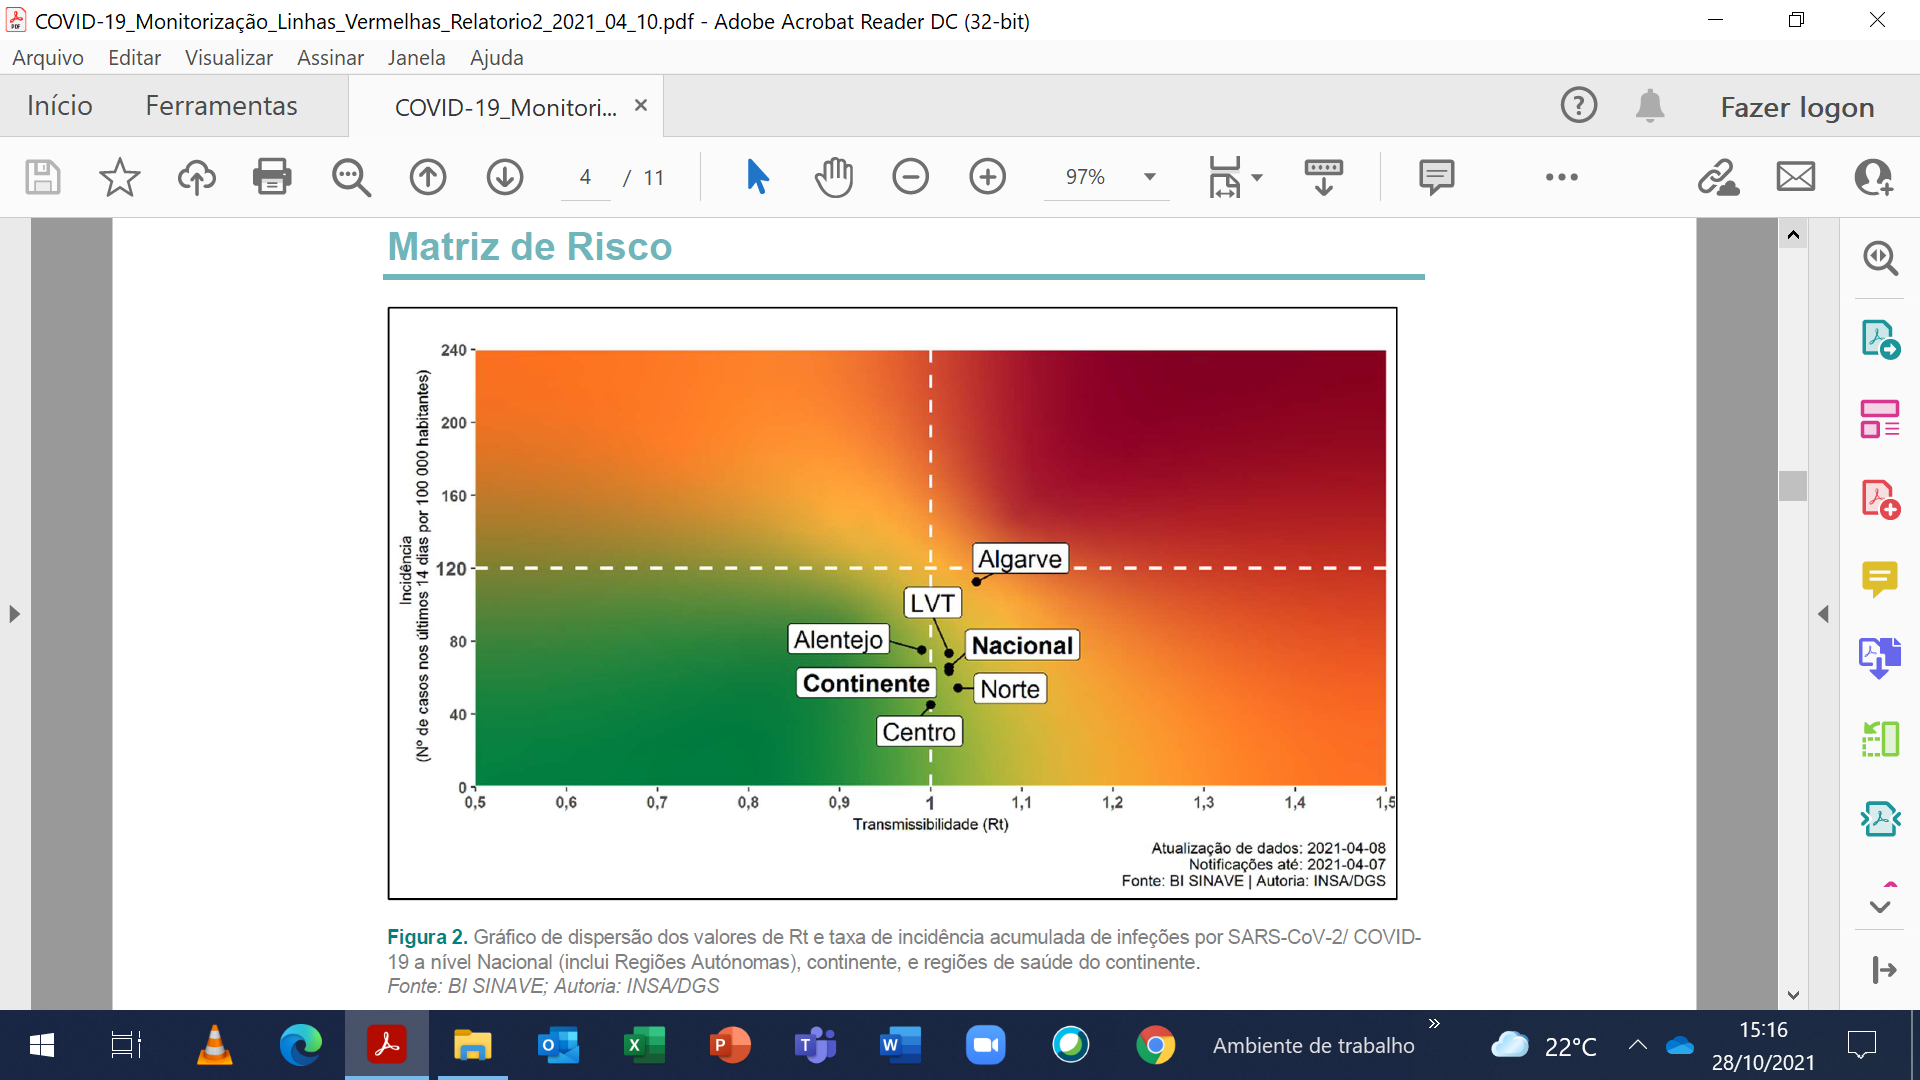 COVID-19_Monitorização_Linhas_Vermelhas_Relatorio2_2021_04_10.pdf - Adobe Acrobat Reader DC (32-bit)
Arquivo Editar Visualizar Assinar Janela Ajuda
Início Ferramentas COVID-19_Monitori... × Fazer logon
4 / 11 97%
Matriz de Risco
Incidência
(Nº de casos nos últimos 14 dias por 100 000 habitantes)
240
200
160
120
80
40
0
Algarve
LVT
Alentejo
Nacional
Continente
Norte
Centro
0,5 0,6 0,7 0,8 0,9 1 1,1 1,2 1,3 1,4 1,5
Transmissibilidade (Rt)
Atualização de dados: 2021-04-08
Notificações até: 2021-04-07
Fonte: BI SINAVE | Autoria: INSA/DGS
Figura 2. Gráfico de dispersão dos valores de Rt e taxa de incidência acumulada de infeções por SARS-CoV-2/ COVID-
19 a nível Nacional (inclui Regiões Autónomas), continente, e regiões de saúde do continente.
Fonte: BI SINAVE; Autoria: INSA/DGS
Ambiente de trabalho » 22°C 15:16
28/10/2021